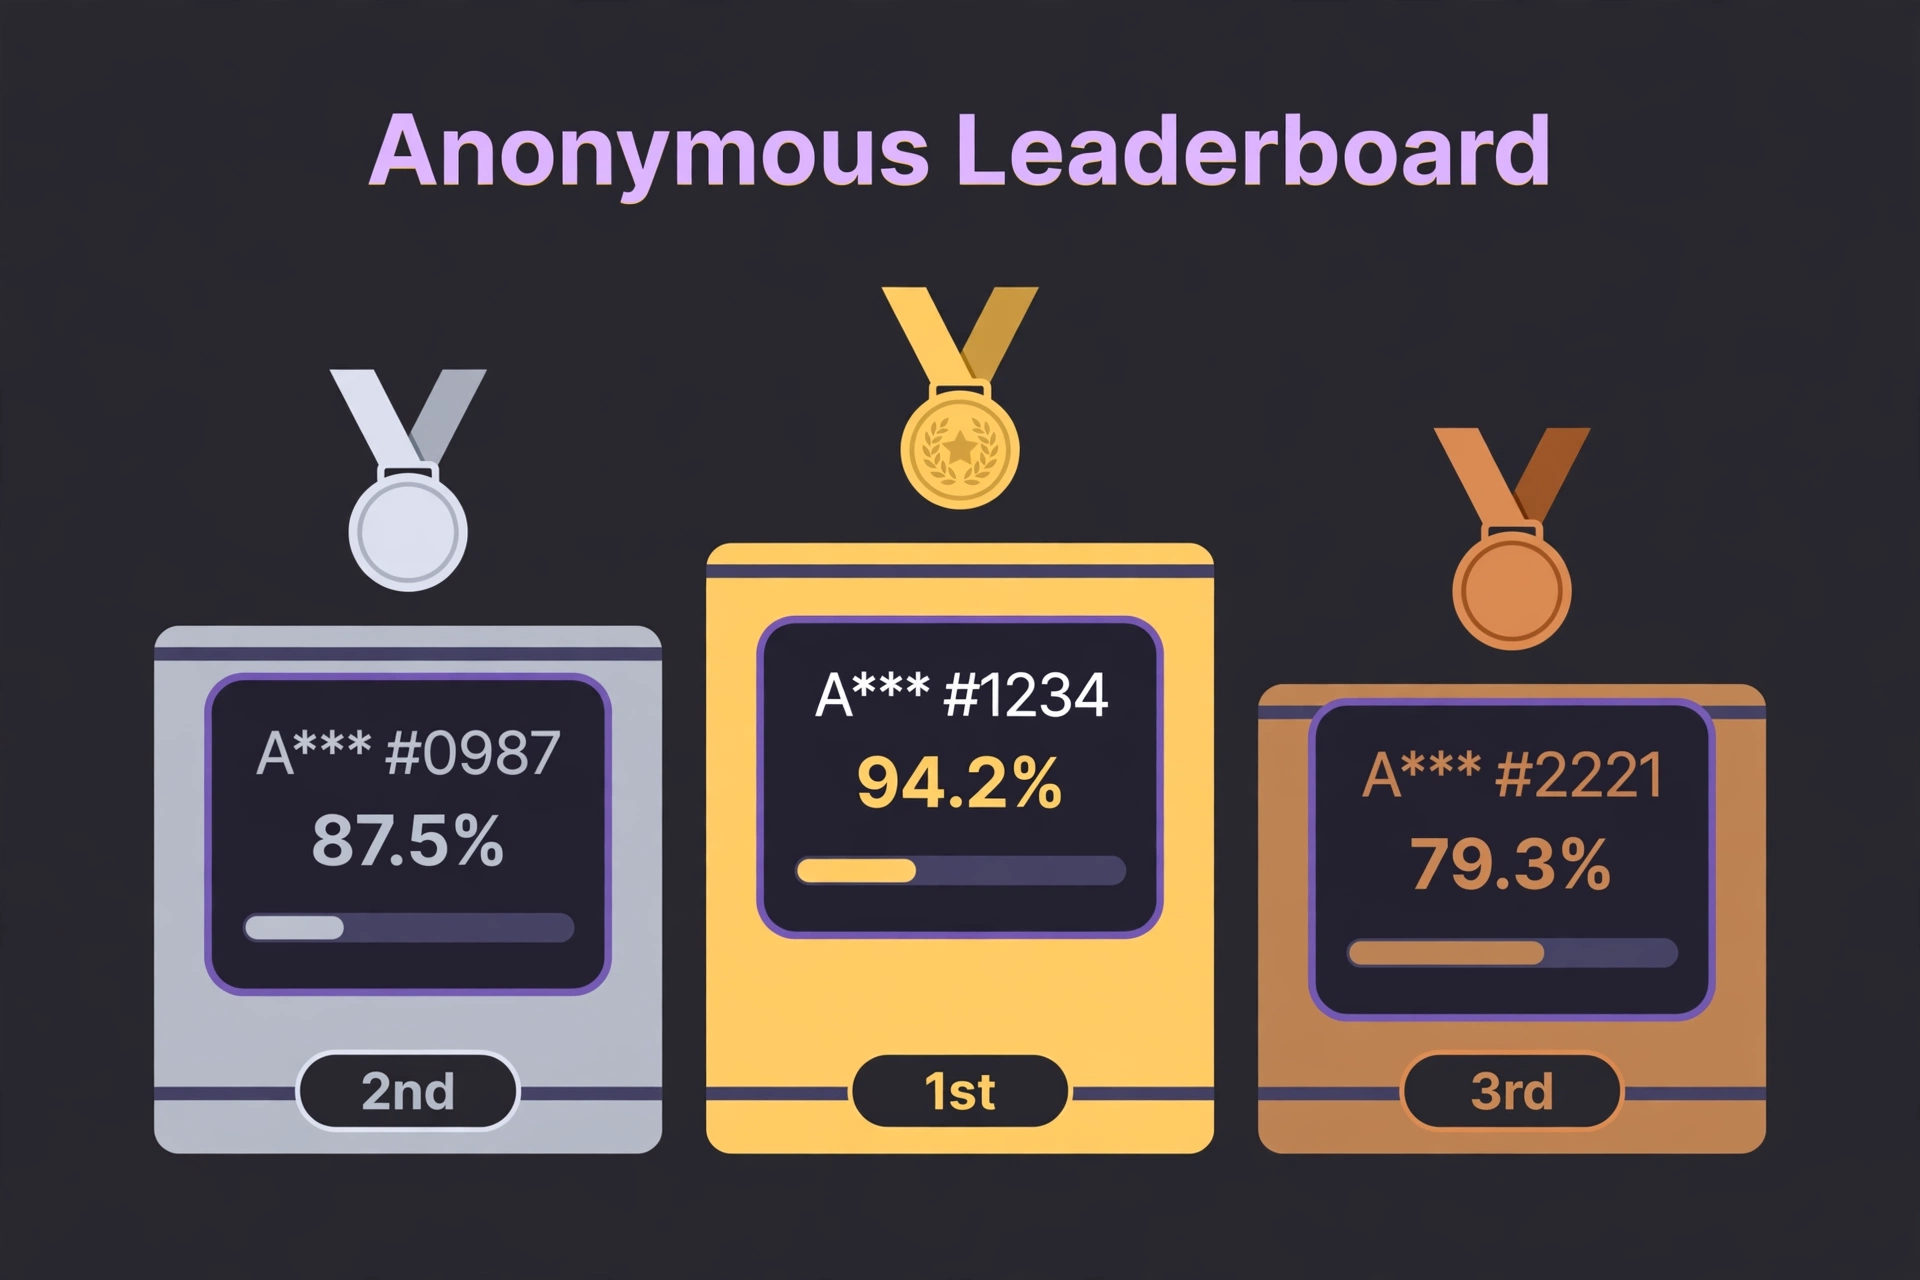 Anonymous Leaderboard
A*** #0987
87.5%
2nd
A*** #1234
94.2%
1st
A*** #2221
79.3%
3rd